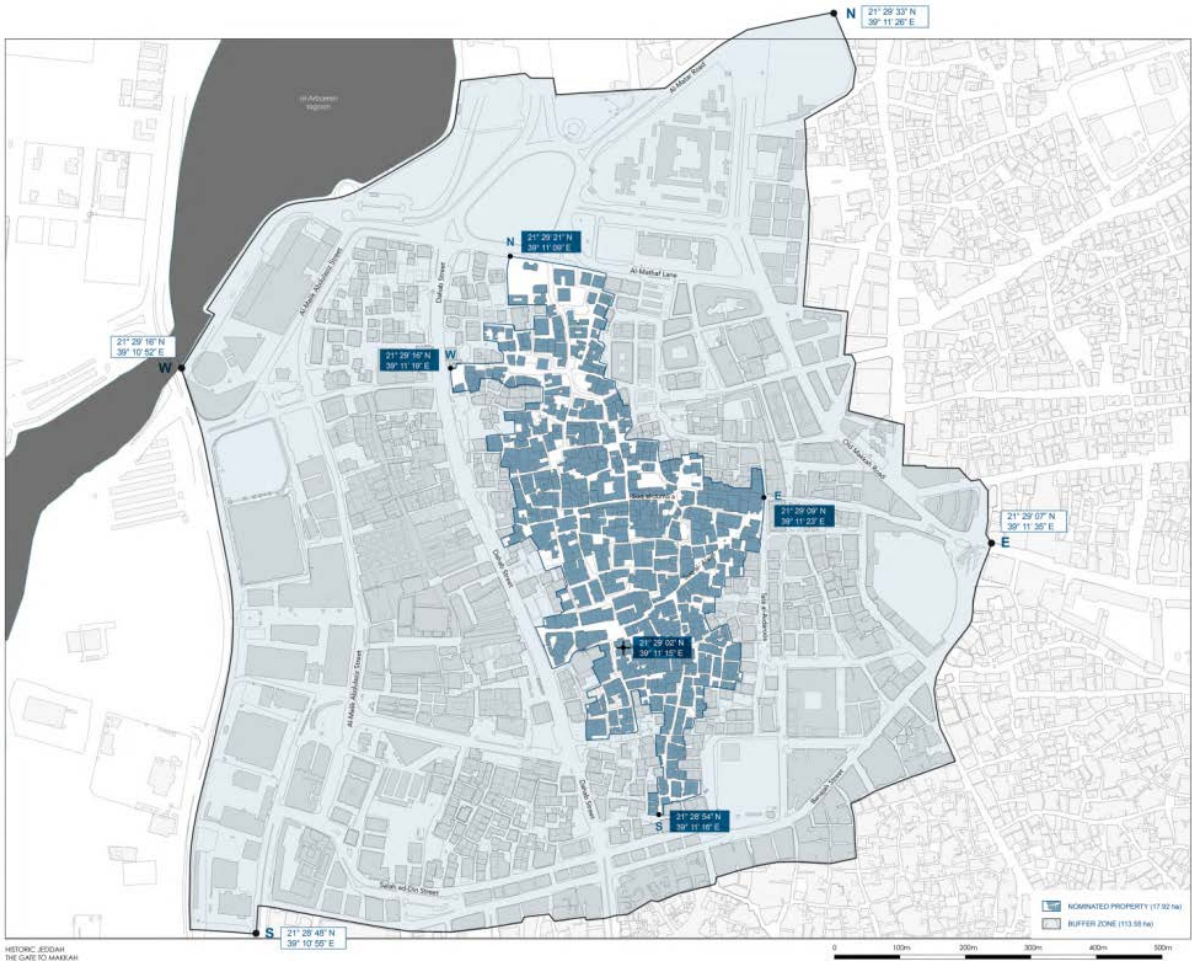 N
21° 29' 33" N
39° 11' 26" E
al-Arbaeen
lagoon
Al-Matar Road
N
21° 29' 21" N
39° 11' 09" E
Al-Mathaf Lane
Dahab Street
Al-Malik Abdulaziz Street
21° 29' 16" N
39° 10' 52" E
W
21° 29' 16" N
39° 11' 19" E
W
Old Makkah Road
E
21° 29' 09" N
39° 11' 23" E
21° 29' 07" N
39° 11' 35" E
E
Dahab Street
21° 29' 02" N
39° 11' 15" E
Al-Malik Abdulaziz Street
Dahab Street
S
21° 28' 54" N
39° 11' 16" E
Salah ed-Din Street
S
21° 28' 48" N
39° 10' 55" E
NOMINATED PROPERTY (17.92 ha)
BUFFER ZONE (113.58 ha)
HISTORIC JEDDAH
THE GATE TO MAKKAH
0 100m 200m 300m 400m 500m